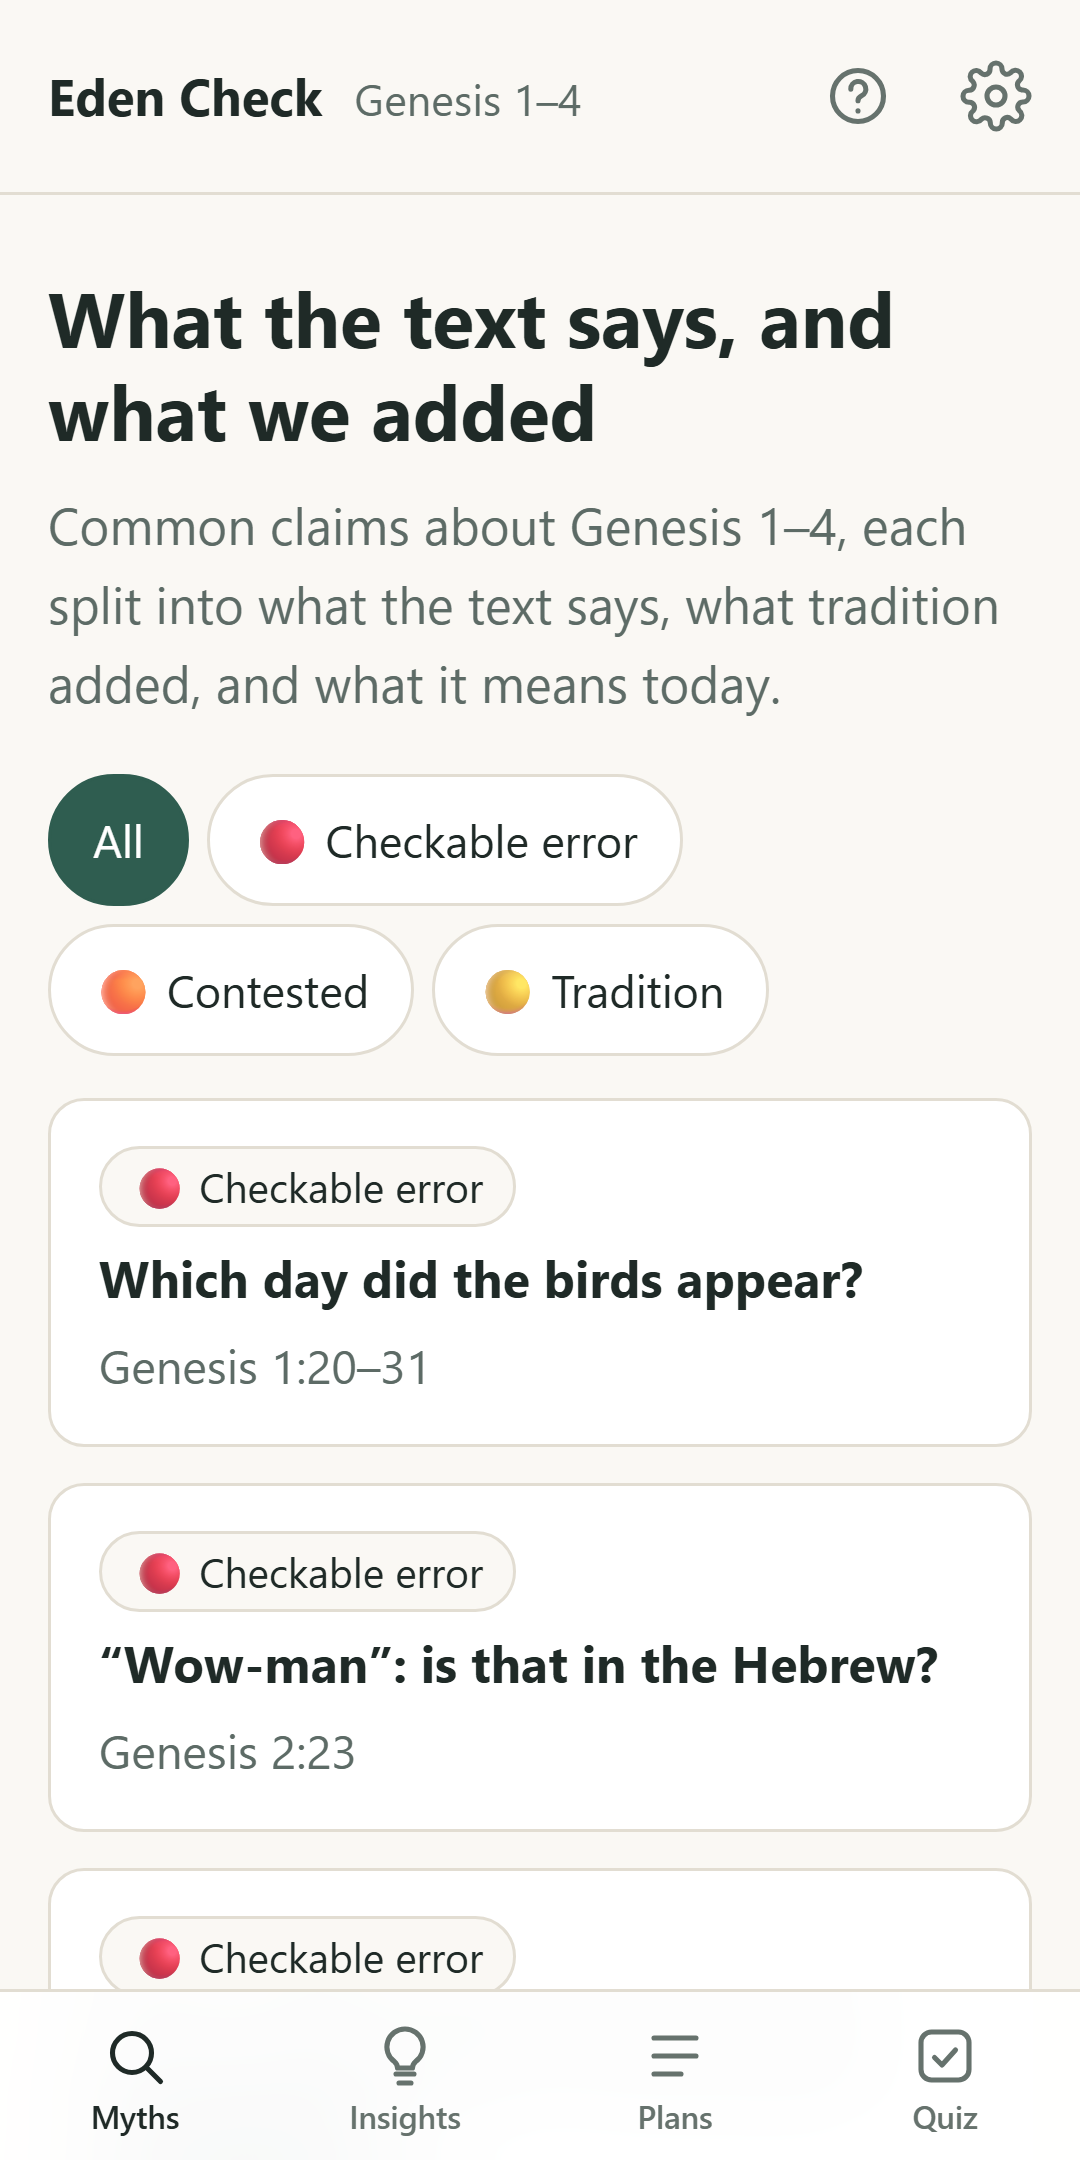 Eden Check Genesis 1–4
What the text says, and
what we added
Common claims about Genesis 1–4, each
split into what the text says, what tradition
added, and what it means today.
All
Checkable error
Contested
Tradition
Checkable error
Which day did the birds appear?
Genesis 1:20–31
Checkable error
“Wow-man”: is that in the Hebrew?
Genesis 2:23
Checkable error
Myths
Insights
Plans
Quiz